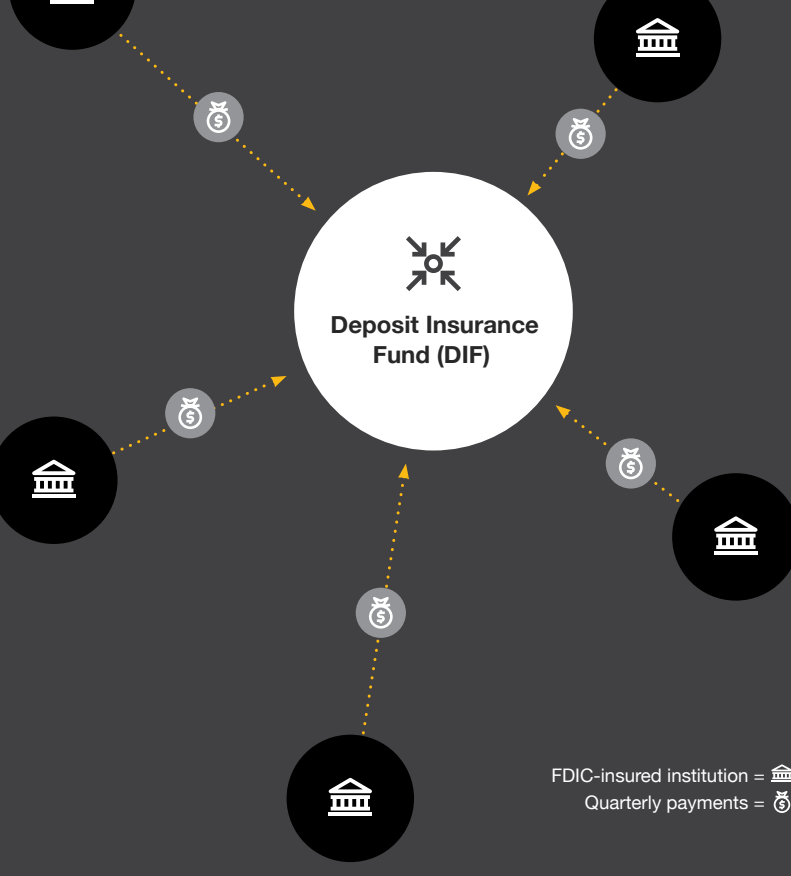 Deposit Insurance
Fund (DIF)
FDIC-insured institution =
Quarterly payments =